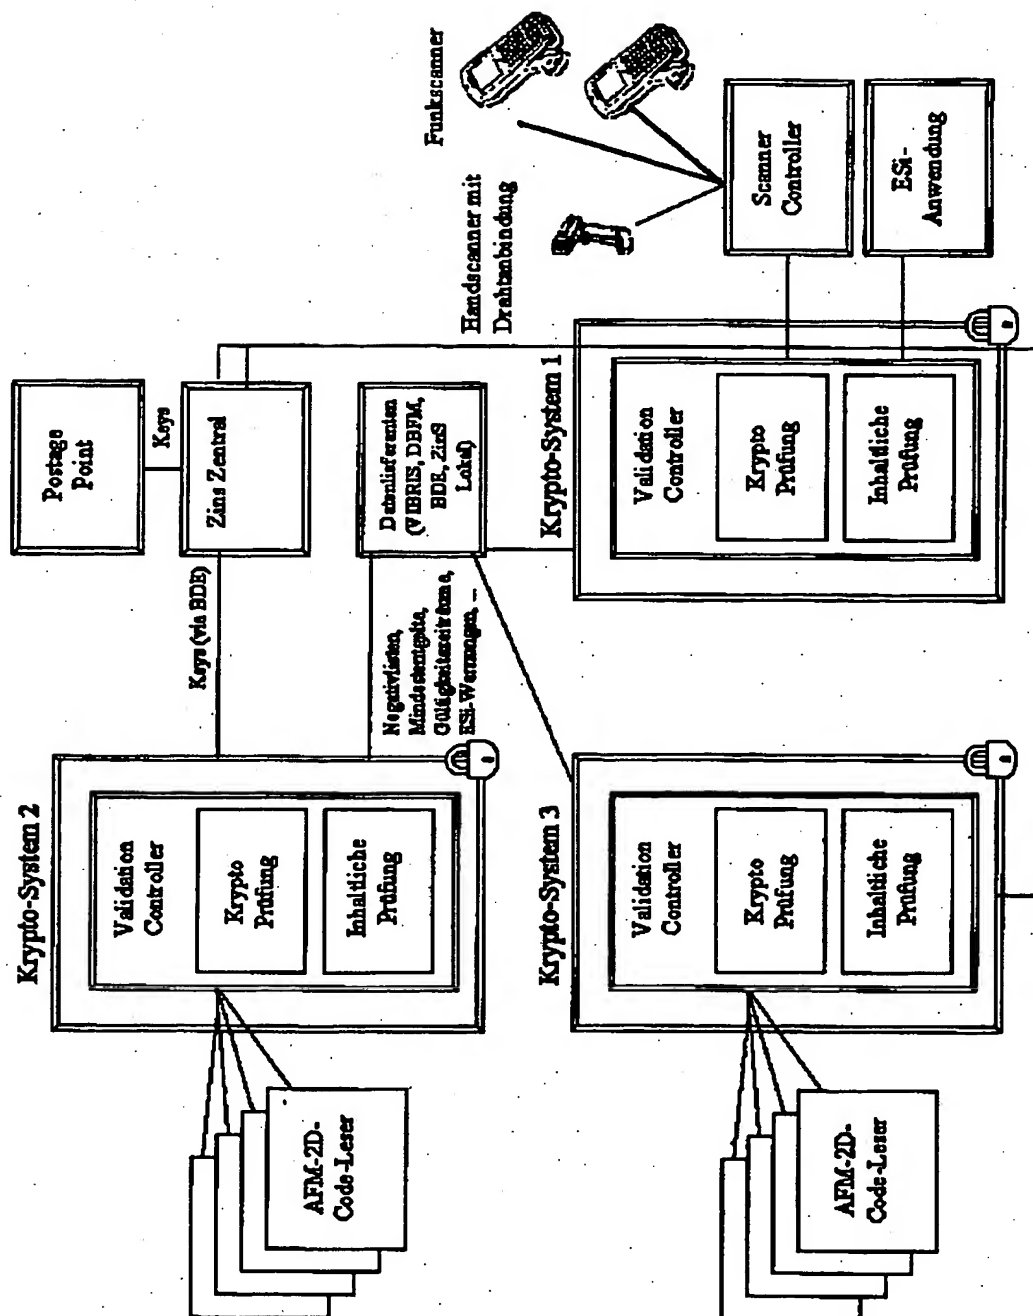 Krypto-System 2
Validation
Controller
Krypto
Prüfung
Inhaltliche
Prüfung
AFM-2D-
Code-Leser
Postage
Point
Keys
Zins Zentral
Keys (via BDE)
Datenlieferanten
(VIBRIS, DBFM,
BDE, ZinS
Lokal)
Negativlisten,
Mindestentgelte,
Gültigkeitszeiträume,
ESi-Warnungen, ...
Krypto-System 3
Validation
Controller
Krypto
Prüfung
Inhaltliche
Prüfung
AFM-2D-
Code-Leser
Krypto-System 1
Validation
Controller
Krypto
Prüfung
Inhaltliche
Prüfung
Handscanner mit
Drahtanbindung
Funkscanner
Scanner
Controller
ESi-
Anwendung